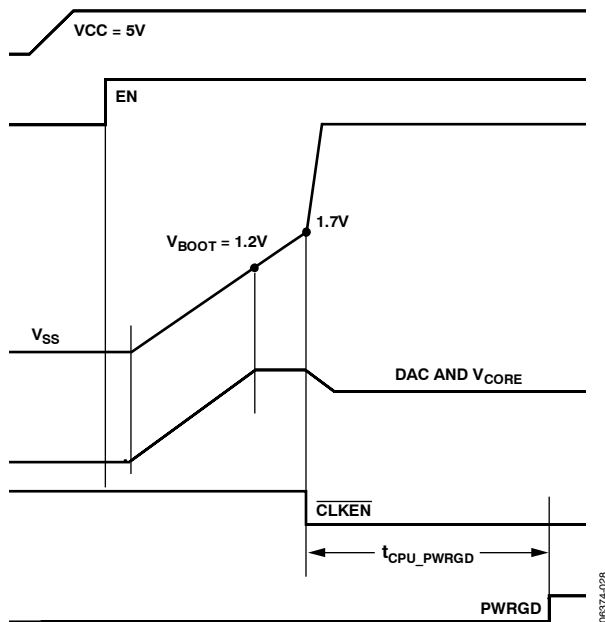 VCC = 5V
EN
1.7V
VBOOT = 1.2V
VSS
DAC AND VCORE
CLKEN
tCPU_PWRGD
PWRGD
06374-028